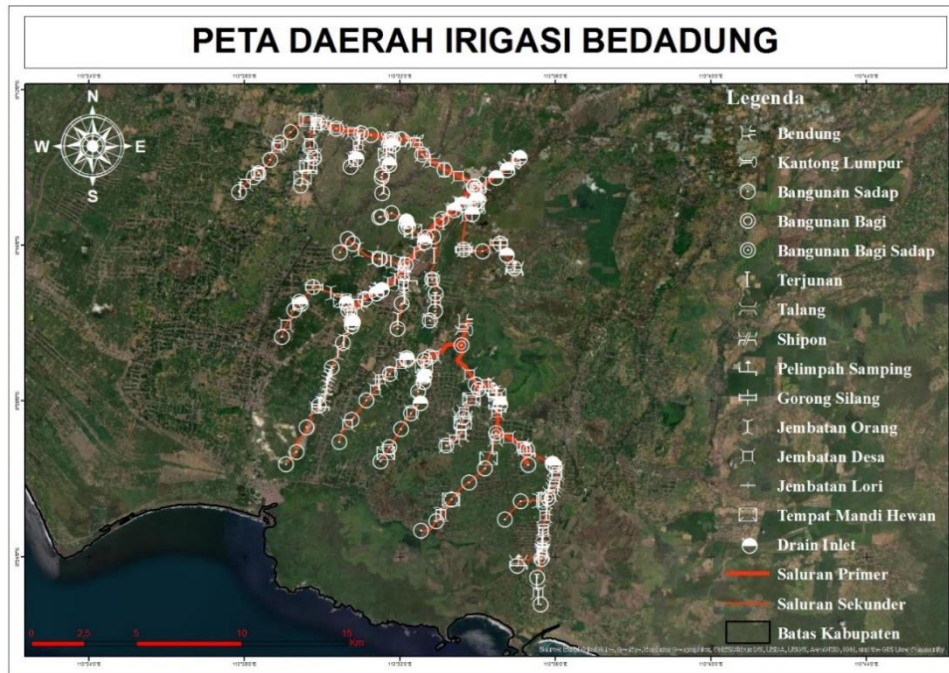 PETA DAERAH IRIGASI BEDADUNG
N
W E
S
Legenda
Bendung
Kantong Lumpur
Bangunan Sadap
Bangunan Bagi
Bangunan Bagi Sadap
Terjunan
Talang
Shipon
Pelimpah Samping
Gorong Silang
Jembatan Orang
Jembatan Desa
Jembatan Lori
Tempat Mandi Hewan
Drain Inlet
Saluran Primer
Saluran Sekunder
Batas Kabupaten
0 2,5 5 10 15
Km